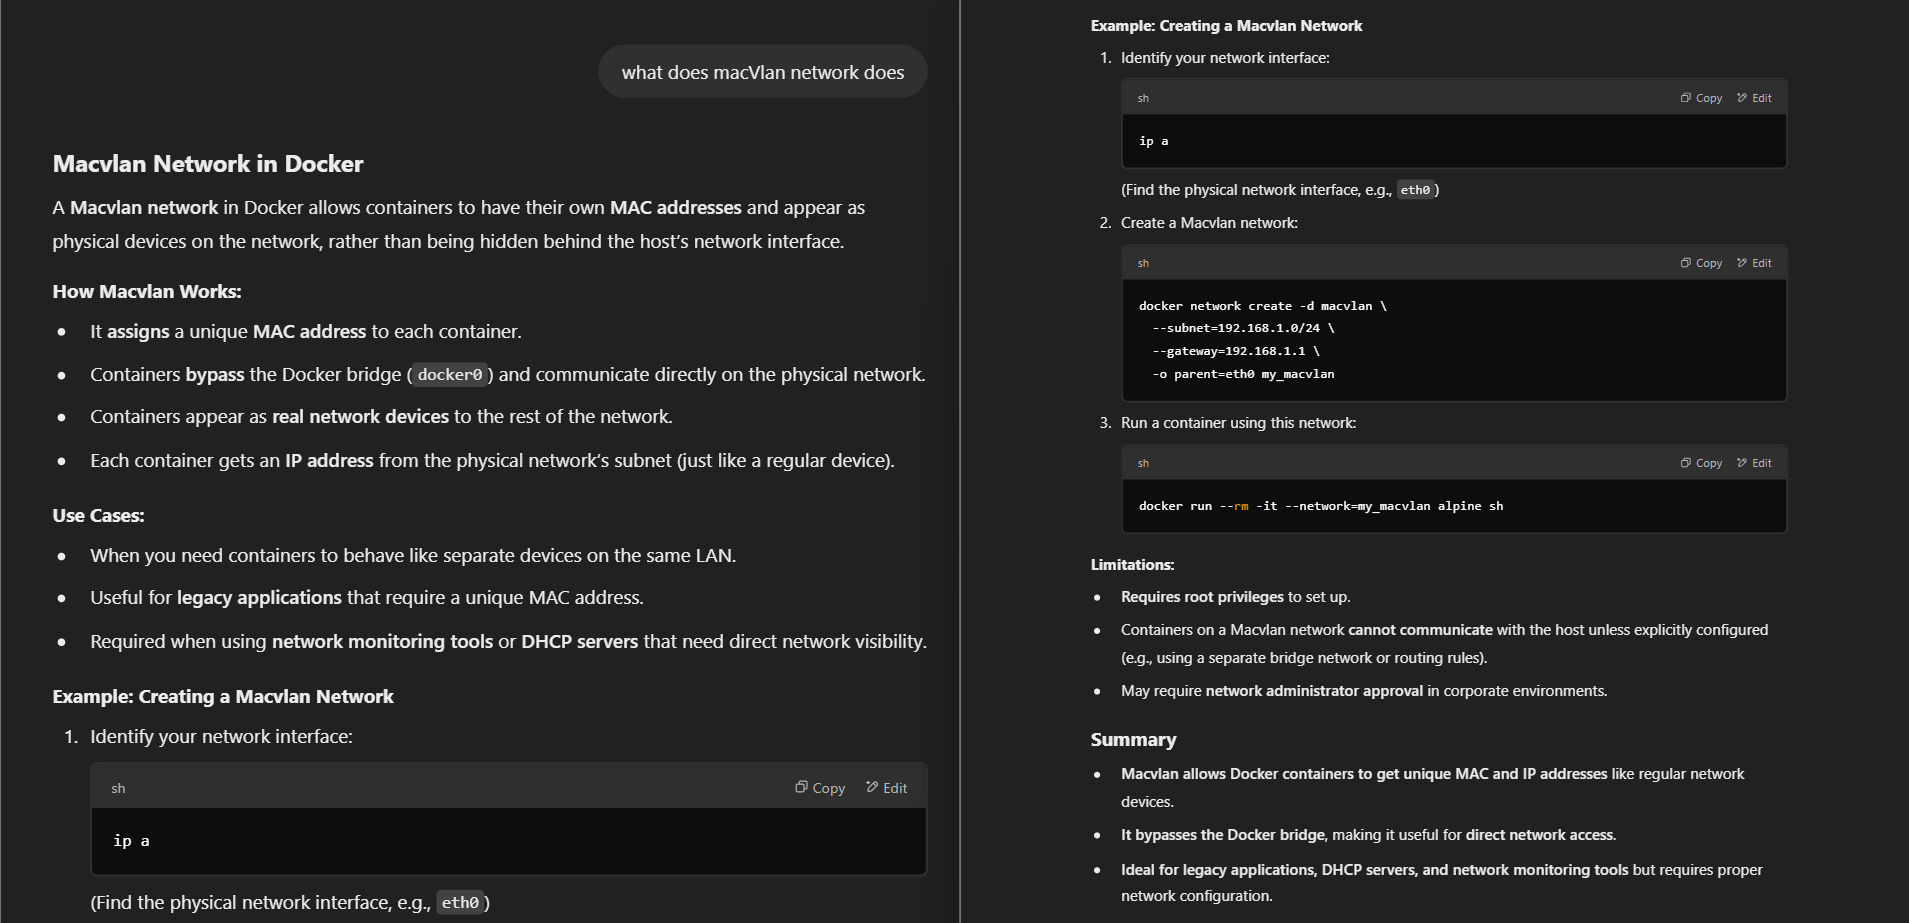 what does macVlan network does
Macvlan Network in Docker
A Macvlan network in Docker allows containers to have their own MAC addresses and appear as
physical devices on the network, rather than being hidden behind the host's network interface.
How Macvlan Works:
• It assigns a unique MAC address to each container.
• Containers bypass the Docker bridge ( docker0 ) and communicate directly on the physical network.
• Containers appear as real network devices to the rest of the network.
• Each container gets an IP address from the physical network's subnet (just like a regular device).
Use Cases:
• When you need containers to behave like separate devices on the same LAN.
• Useful for legacy applications that require a unique MAC address.
• Required when using network monitoring tools or DHCP servers that need direct network visibility.
Example: Creating a Macvlan Network
1. Identify your network interface:
sh Copy Edit
ip a
(Find the physical network interface, e.g., eth0 )
Example: Creating a Macvlan Network
1. Identify your network interface:
sh Copy Edit
ip a
(Find the physical network interface, e.g., eth0 )
2. Create a Macvlan network:
sh Copy Edit
docker network create -d macvlan \
--subnet=192.168.1.0/24 \
--gateway=192.168.1.1 \
-o parent=eth0 my_macvlan
3. Run a container using this network:
sh Copy Edit
docker run --rm -it --network=my_macvlan alpine sh
Limitations:
• Requires root privileges to set up.
• Containers on a Macvlan network cannot communicate with the host unless explicitly configured
(e.g., using a separate bridge network or routing rules).
• May require network administrator approval in corporate environments.
Summary
• Macvlan allows Docker containers to get unique MAC and IP addresses like regular network
devices.
• It bypasses the Docker bridge, making it useful for direct network access.
• Ideal for legacy applications, DHCP servers, and network monitoring tools but requires proper
network configuration.